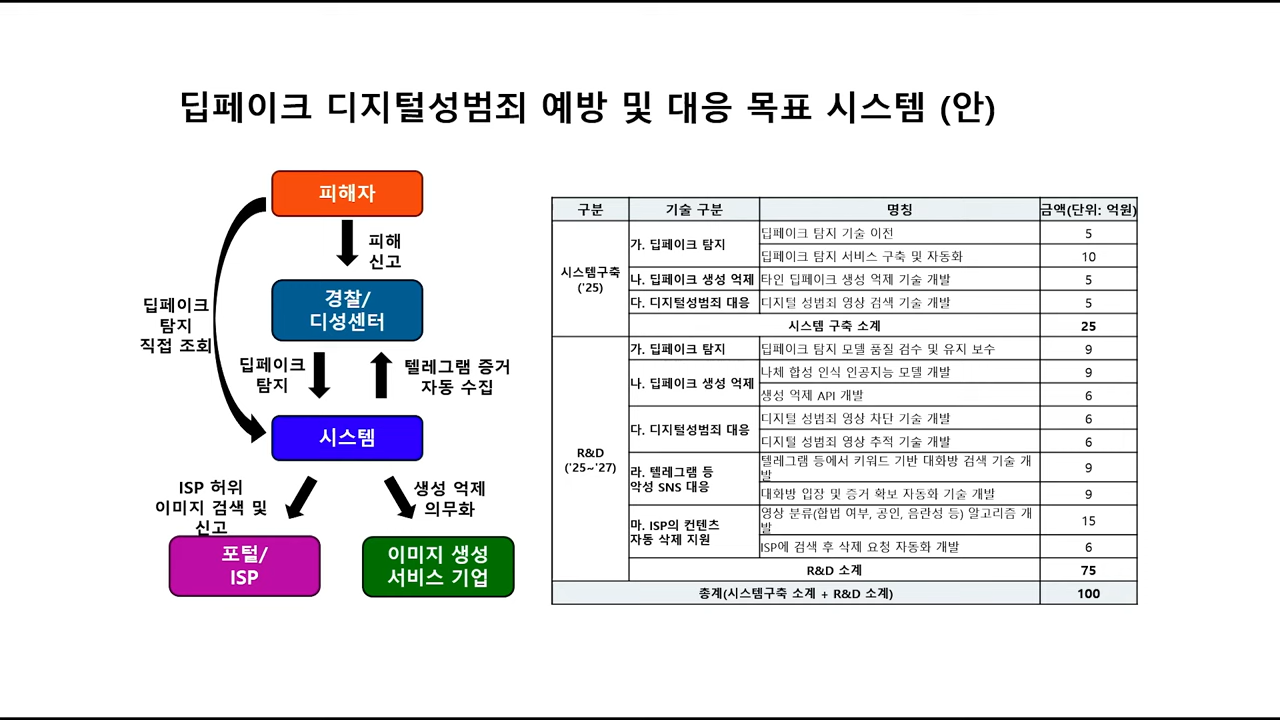 딥페이크 디지털성범죄 예방 및 대응 목표 시스템 (안)
피해자
피해
신고
경찰/
디성센터
딥페이크
탐지
직접 조회
딥페이크
탐지
텔레그램 증거
자동 수집
시스템
ISP 허위
이미지 검색 및
신고
생성 억제
의무화
포털/
ISP
이미지 생성
서비스 기업
구분 기술 구분 명칭 금액(단위: 억원)
시스템구축
('25)
가. 딥페이크 탐지
딥페이크 탐지 기술 이전 5
딥페이크 탐지 서비스 구축 및 자동화 10
나. 딥페이크 생성 억제 타인 딥페이크 생성 억제 기술 개발 5
다. 디지털성범죄 대응 디지털 성범죄 영상 검색 기술 개발 5
시스템 구축 소계 25
R&D
('25~'27)
가. 딥페이크 탐지 딥페이크 탐지 모델 품질 검수 및 유지 보수 9
나. 딥페이크 생성 억제
나체 합성 인식 인공지능 모델 개발 9
생성 억제 API 개발 6
다. 디지털성범죄 대응
디지털 성범죄 영상 차단 기술 개발 6
디지털 성범죄 영상 추적 기술 개발 6
라. 텔레그램 등
악성 SNS 대응
텔레그램 등에서 키워드 기반 대화방 검색 기술 개
발 9
대화방 입장 및 증거 확보 자동화 기술 개발 9
마. ISP의 컨텐츠
자동 삭제 지원
영상 분류(합법 여부, 공인, 음란성 등) 알고리즘 개
발 15
ISP에 검색 후 삭제 요청 자동화 개발 6
R&D 소계 75
총계(시스템구축 소계 + R&D 소계) 100